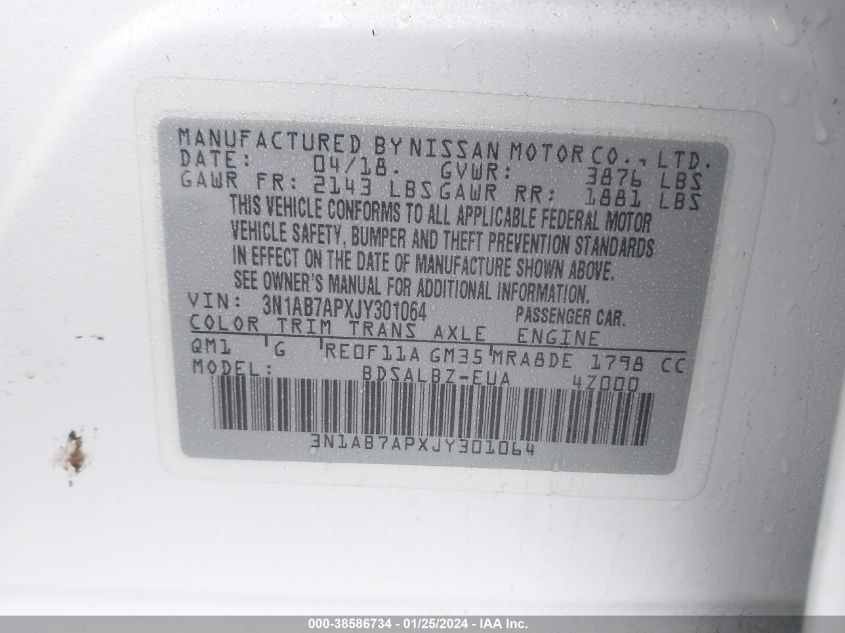 MANUFACTURED BY NISSAN MOTOR CO., LTD.
DATE: 04/18. GVWR: 3876 LBS
GAWR FR: 2143 LBS GAWR RR: 1881 LBS
THIS VEHICLE CONFORMS TO ALL APPLICABLE FEDERAL MOTOR
VEHICLE SAFETY, BUMPER AND THEFT PREVENTION STANDARDS
IN EFFECT ON THE DATE OF MANUFACTURE SHOWN ABOVE.
SEE OWNER'S MANUAL FOR ADDITIONAL INFORMATION.
VIN: 3N1AB7APXJY301064 PASSENGER CAR.
COLOR TRIM TRANS AXLE ENGINE
QM1 'G 'RE0F11A GM35 'MRA8DE 1798 CC
MODEL: BDSALBZ-EUA 47000
3N1AB7APXJY301064
000-38586734 - 01/25/2024 - IAA Inc.